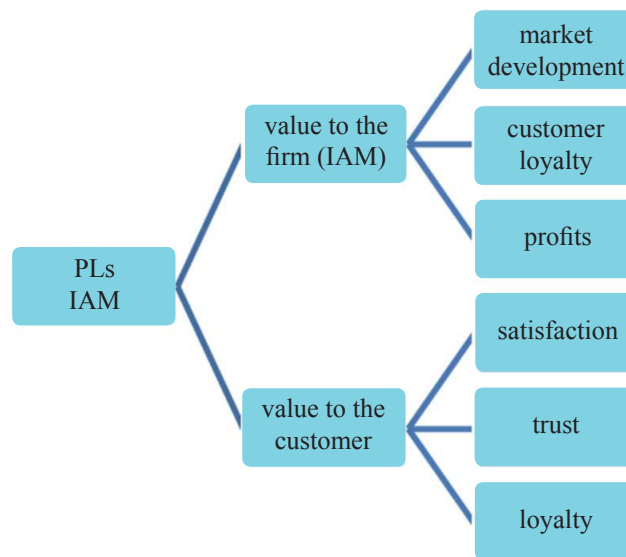 PLs
IAM
value to the
firm (IAM)
market
development
customer
loyalty
profits
value to the
customer
satisfaction
trust
loyalty